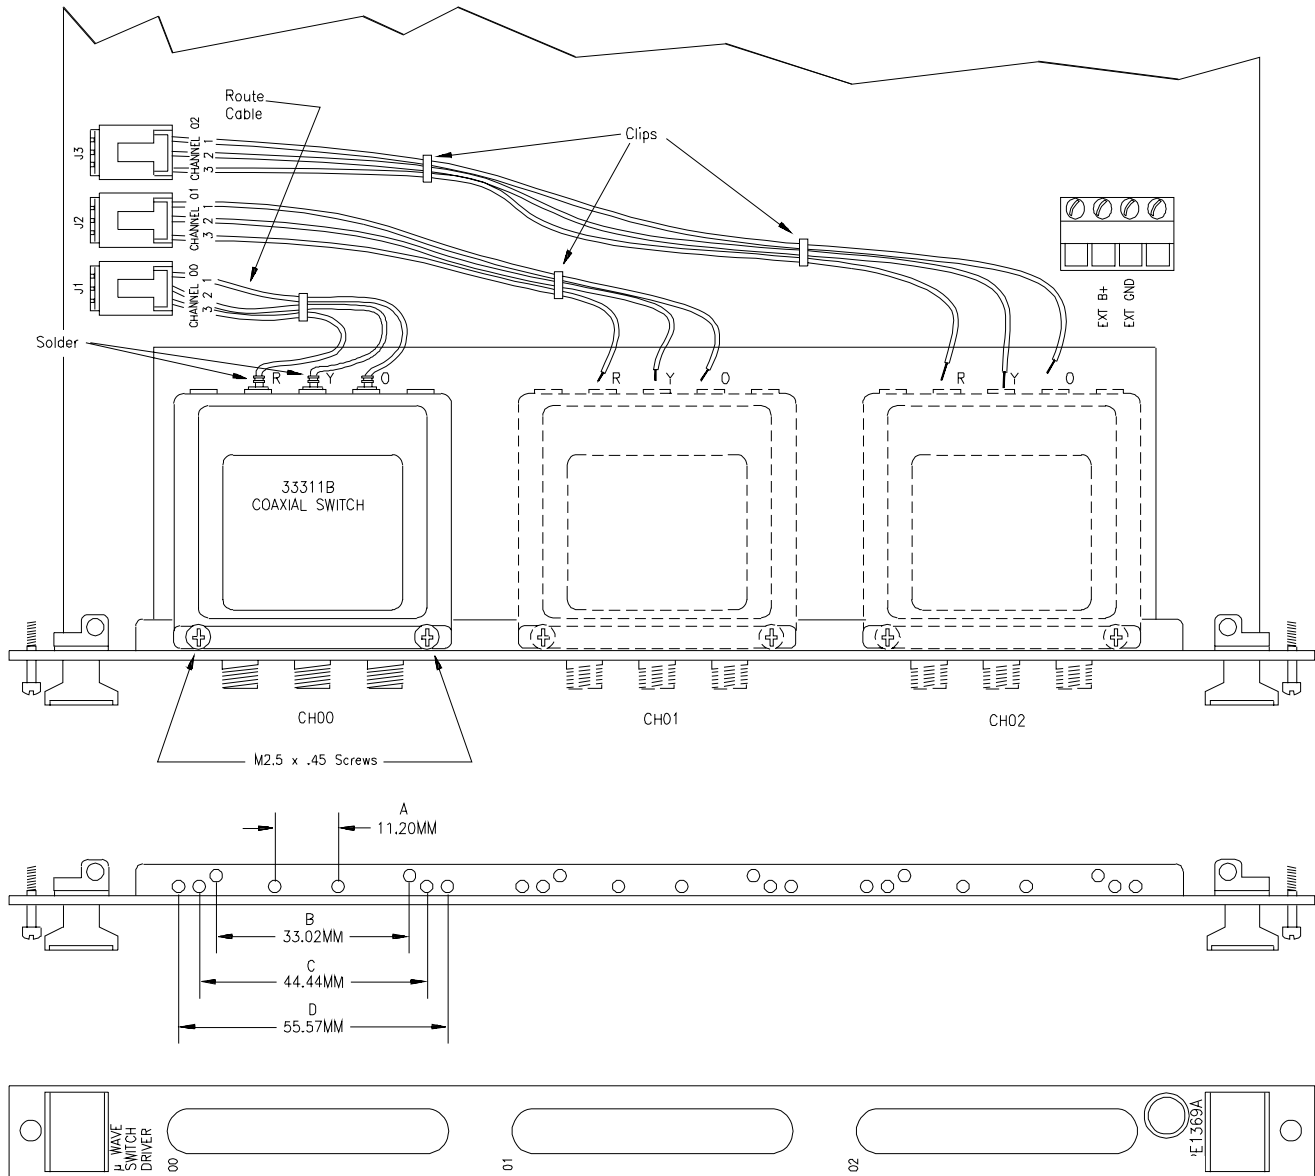 Route
Cable
Clips
J3
CHANNEL 02
1
2
3
J2
CHANNEL 01
1
2
3
J1
CHANNEL 00
1
2
3
EXT B+
EXT GND
Solder
R
Y
O
R
Y
O
R
Y
O
33311B
COAXIAL SWITCH
CH00
CH01
CH02
M2.5 x .45 Screws
A
11.20MM
B
33.02MM
C
44.44MM
D
55.57MM
µ WAVE
SWITCH
DRIVER
00
01
02
E1369A